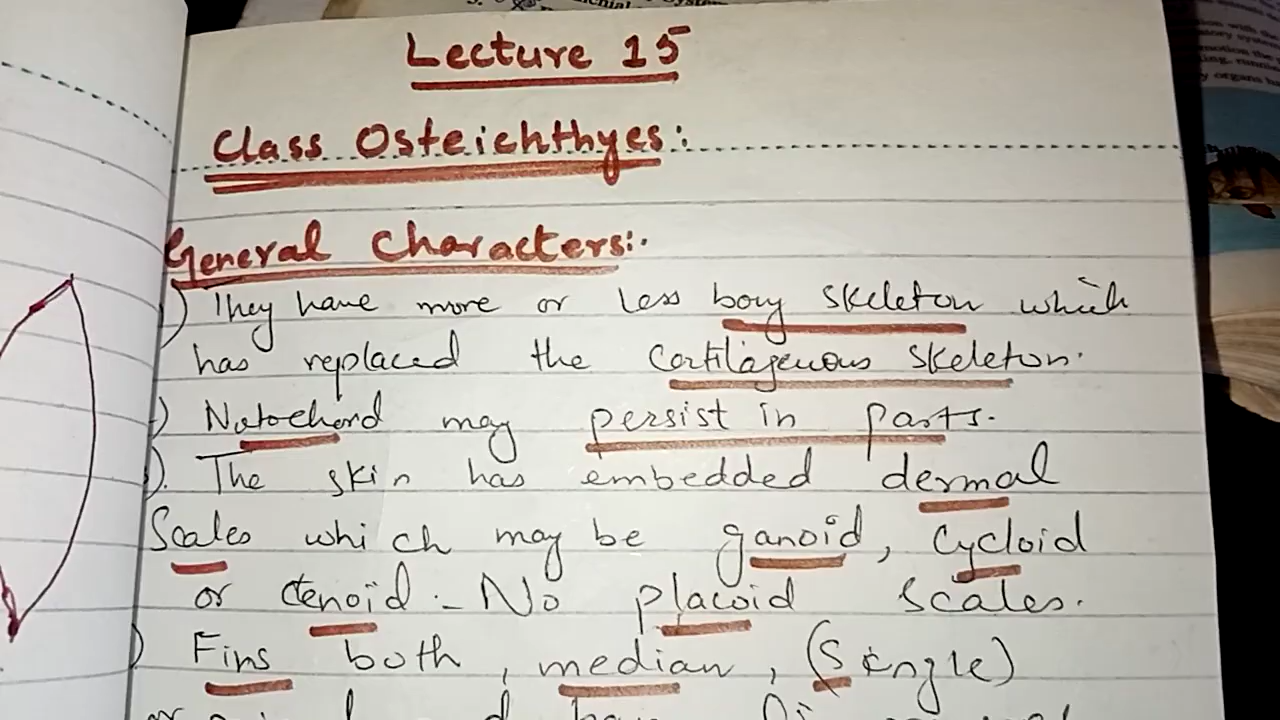 Lecture 15
Class Osteichthyes:
General Characters:.
) They have more or less bony skeleton which
has replaced the cartilagenous skeleton.
) Notochord may persist in parts.
). The skin has embedded dermal
Scales which may be ganoid, Cycloid
or ctenoid. - No placoid scales.
) Fins both, median, (Single)